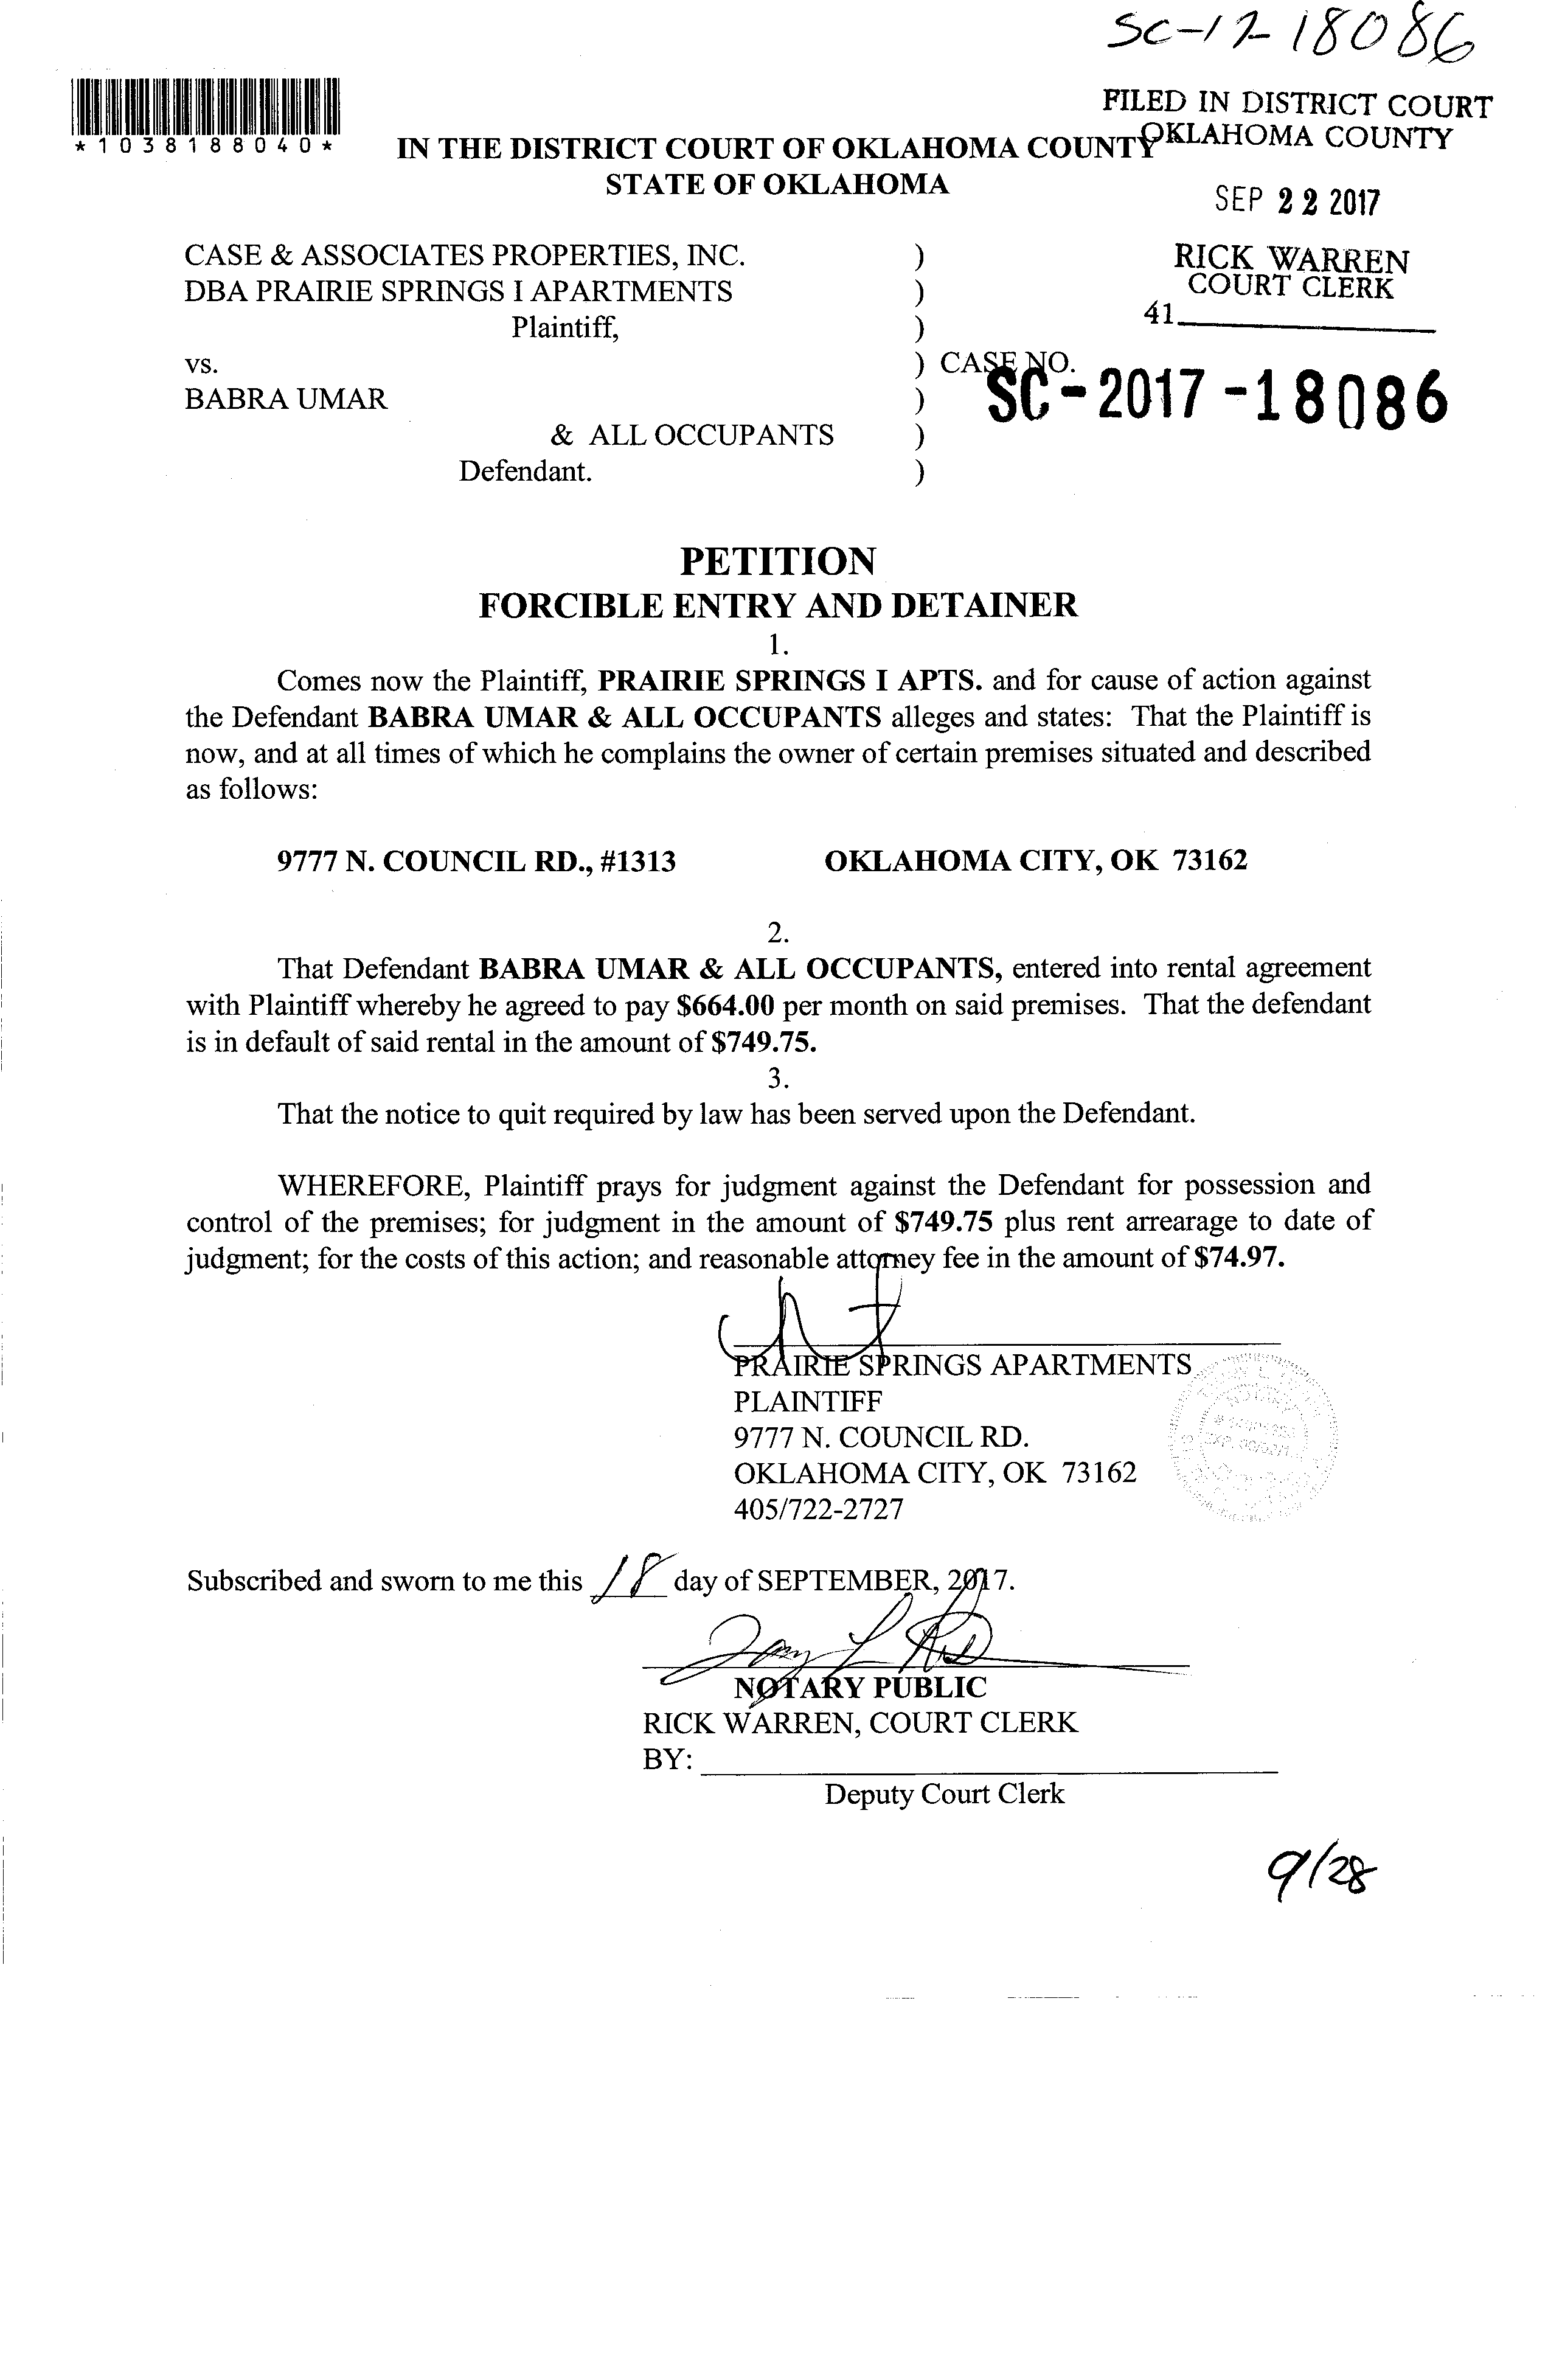 SC-17-18086
*1038188040*
FILED IN DISTRICT COURT
OKLAHOMA COUNTY
IN THE DISTRICT COURT OF OKLAHOMA COUNTY
STATE OF OKLAHOMA
SEP 22 2017
RICK WARREN
COURT CLERK
41
CASE & ASSOCIATES PROPERTIES, INC. )
DBA PRAIRIE SPRINGS I APARTMENTS )
Plaintiff, )
vs. ) CASE NO.
SC-2017-18086
BABRA UMAR )
& ALL OCCUPANTS )
Defendant. )
PETITION
FORCIBLE ENTRY AND DETAINER
1.
Comes now the Plaintiff, PRAIRIE SPRINGS I APTS. and for cause of action against
the Defendant BABRA UMAR & ALL OCCUPANTS alleges and states: That the Plaintiff is
now, and at all times of which he complains the owner of certain premises situated and described
as follows:
9777 N. COUNCIL RD., #1313 OKLAHOMA CITY, OK 73162
2.
That Defendant BABRA UMAR & ALL OCCUPANTS, entered into rental agreement
with Plaintiff whereby he agreed to pay $664.00 per month on said premises. That the defendant
is in default of said rental in the amount of $749.75.
3.
That the notice to quit required by law has been served upon the Defendant.
WHEREFORE, Plaintiff prays for judgment against the Defendant for possession and
control of the premises; for judgment in the amount of $749.75 plus rent arrearage to date of
judgment; for the costs of this action; and reasonable attorney fee in the amount of $74.97.
PRAIRIE SPRINGS APARTMENTS
PLAINTIFF
9777 N. COUNCIL RD.
OKLAHOMA CITY, OK 73162
405/722-2727
Subscribed and sworn to me this 18 day of SEPTEMBER, 2017.
NOTARY PUBLIC
RICK WARREN, COURT CLERK
BY:
Deputy Court Clerk
9/28